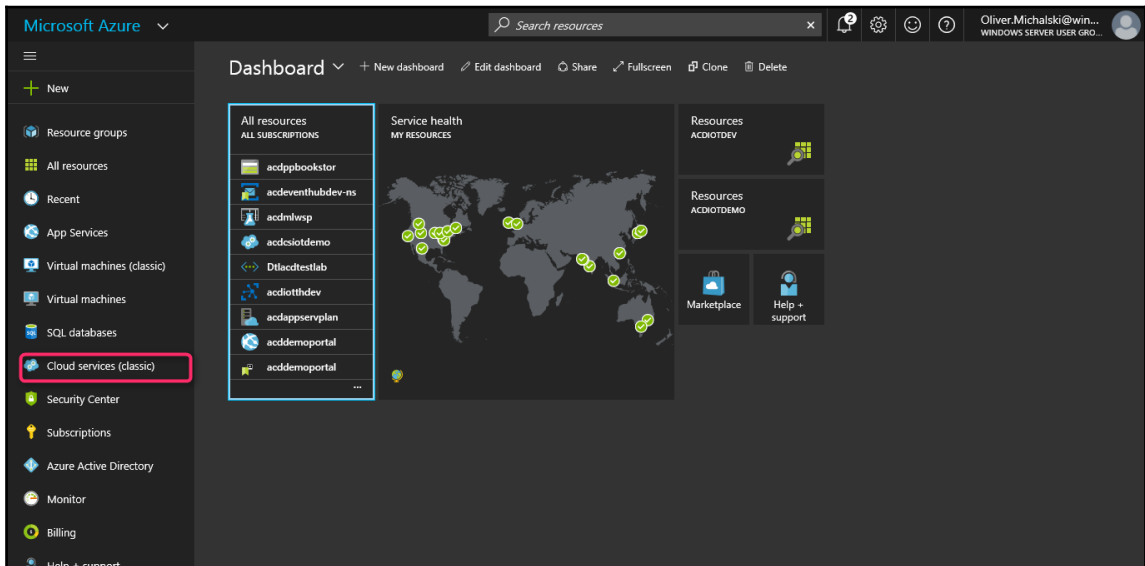 Microsoft Azure
Search resources
2
Oliver.Michalski@win...
WINDOWS SERVER USER GRO...
New
Resource groups
All resources
Recent
App Services
Virtual machines (classic)
Virtual machines
SQL databases
Cloud services (classic)
Security Center
Subscriptions
Azure Active Directory
Monitor
Billing
Help + support
Dashboard
New dashboard
Edit dashboard
Share
Fullscreen
Clone
Delete
All resources
ALL SUBSCRIPTIONS
acdppbookstor
acdeventhubdev-ns
acdmlwsp
acdcsiotdemo
Dtlacdtestlab
acdiotthdev
acdappservplan
acddemoportal
acddemoportal
...
Service health
MY RESOURCES
Resources
ACDIOTDEV
Resources
ACDIOTDEMO
Marketplace
Help +
support